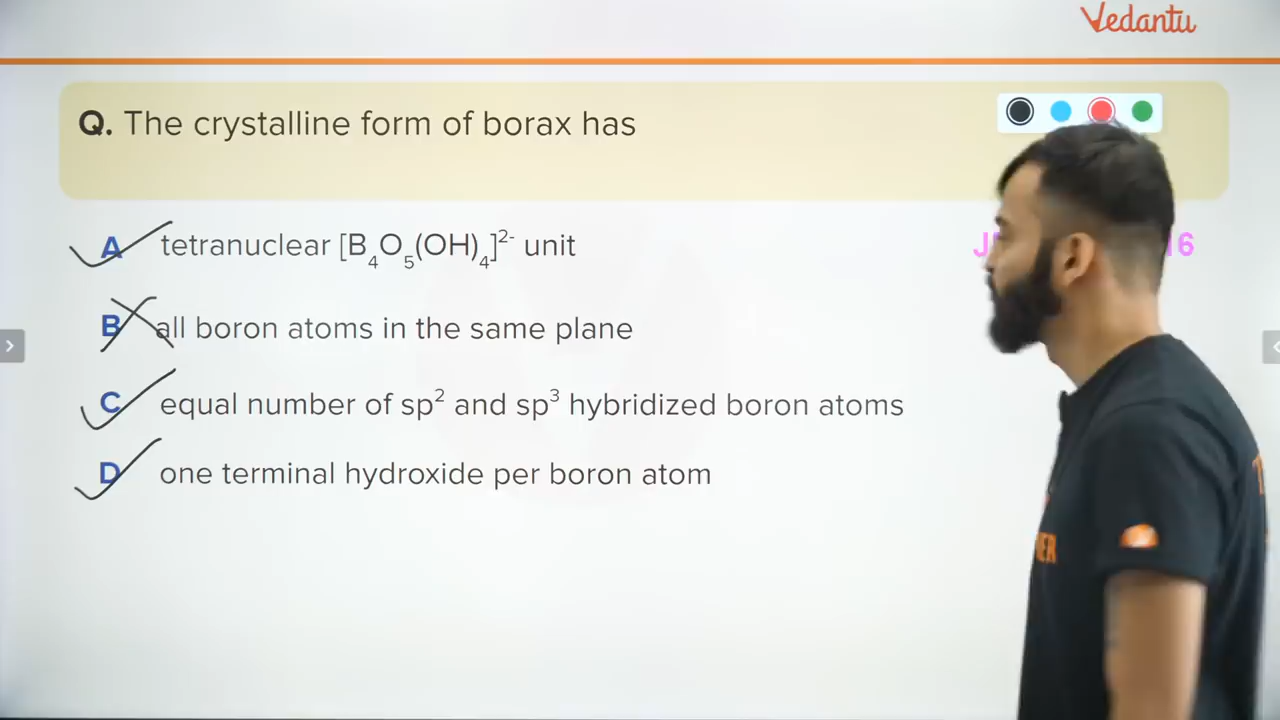 Vedantu
Q. The crystalline form of borax has
A tetranuclear [B₄O₅(OH)₄]²⁻ unit
B all boron atoms in the same plane
C equal number of sp² and sp³ hybridized boron atoms
D one terminal hydroxide per boron atom